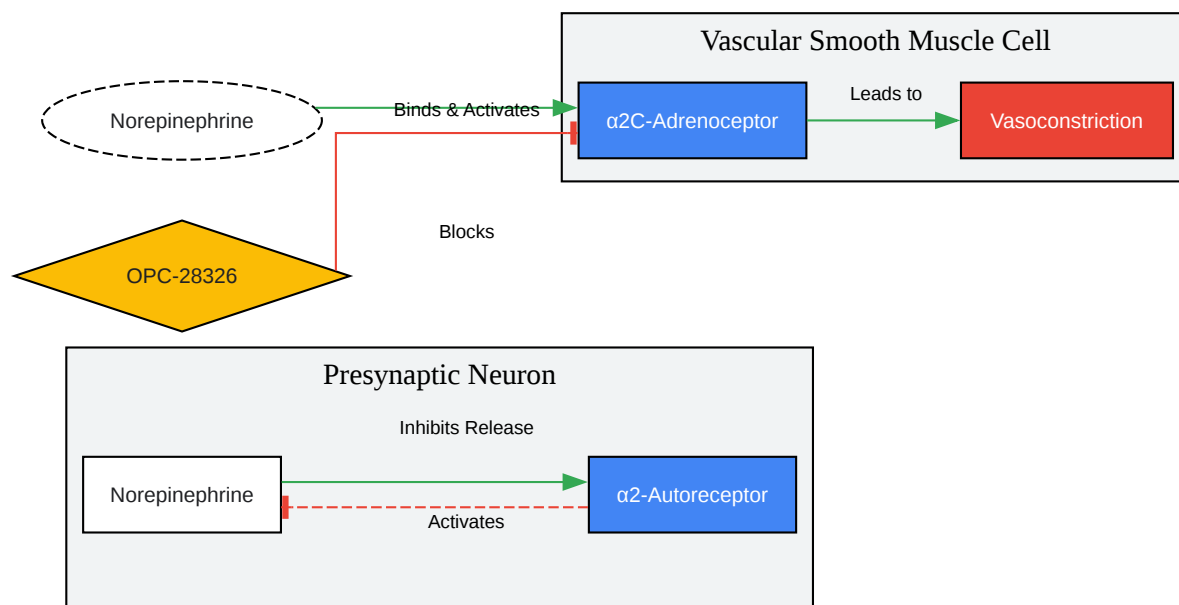 Vascular Smooth Muscle Cell
Norepinephrine
Binds & Activates
α2C-Adrenoceptor
Leads to
Vasoconstriction
Blocks
OPC-28326
Presynaptic Neuron
Inhibits Release
Norepinephrine
α2-Autoreceptor
Activates